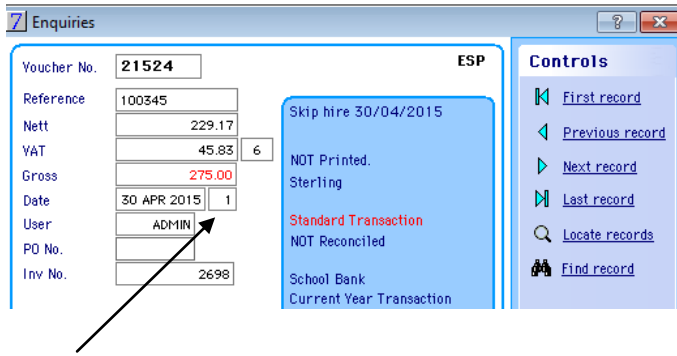 7 Enquiries ?
Voucher No. 21524 ESP
Reference 100345
Nett 229.17
VAT 45.83 6
Gross 275.00
Date 30 APR 2015 1
User ADMIN
PO No.
Inv No. 2698
Skip hire 30/04/2015
NOT Printed.
Sterling
Standard Transaction
NOT Reconciled
School Bank
Current Year Transaction
Controls
First record
Previous record
Next record
Last record
Locate records
Find record